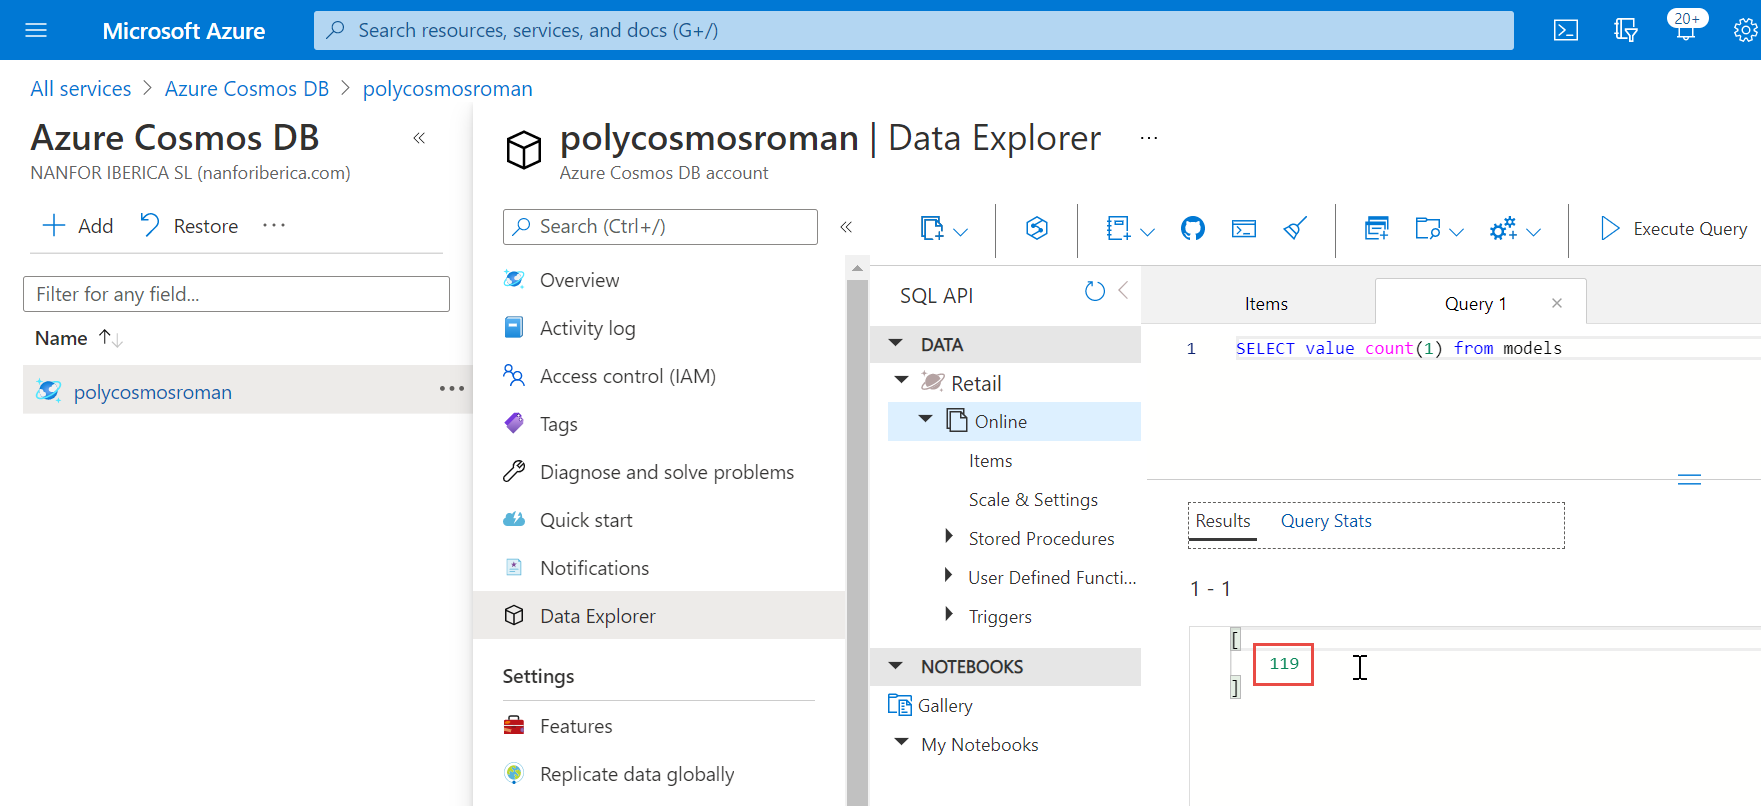 Microsoft Azure
Search resources, services, and docs (G+/)
20+
All services > Azure Cosmos DB > polycosmosroman
Azure Cosmos DB
«
NANFOR IBERICA SL (nanforiberica.com)
Add
Restore
...
Filter for any field...
Name ↑↓
polycosmosroman
...
polycosmosroman | Data Explorer
...
Azure Cosmos DB account
Search (Ctrl+/)
«
Overview
Activity log
Access control (IAM)
Tags
Diagnose and solve problems
Quick start
Notifications
Data Explorer
Settings
Features
Replicate data globally
Execute Query
SQL API
DATA
Retail
Online
Items
Scale & Settings
Stored Procedures
User Defined Functi...
Triggers
NOTEBOOKS
Gallery
My Notebooks
Items
Query 1
1 SELECT value count(1) from models
Results
Query Stats
1 - 1
[
119
]